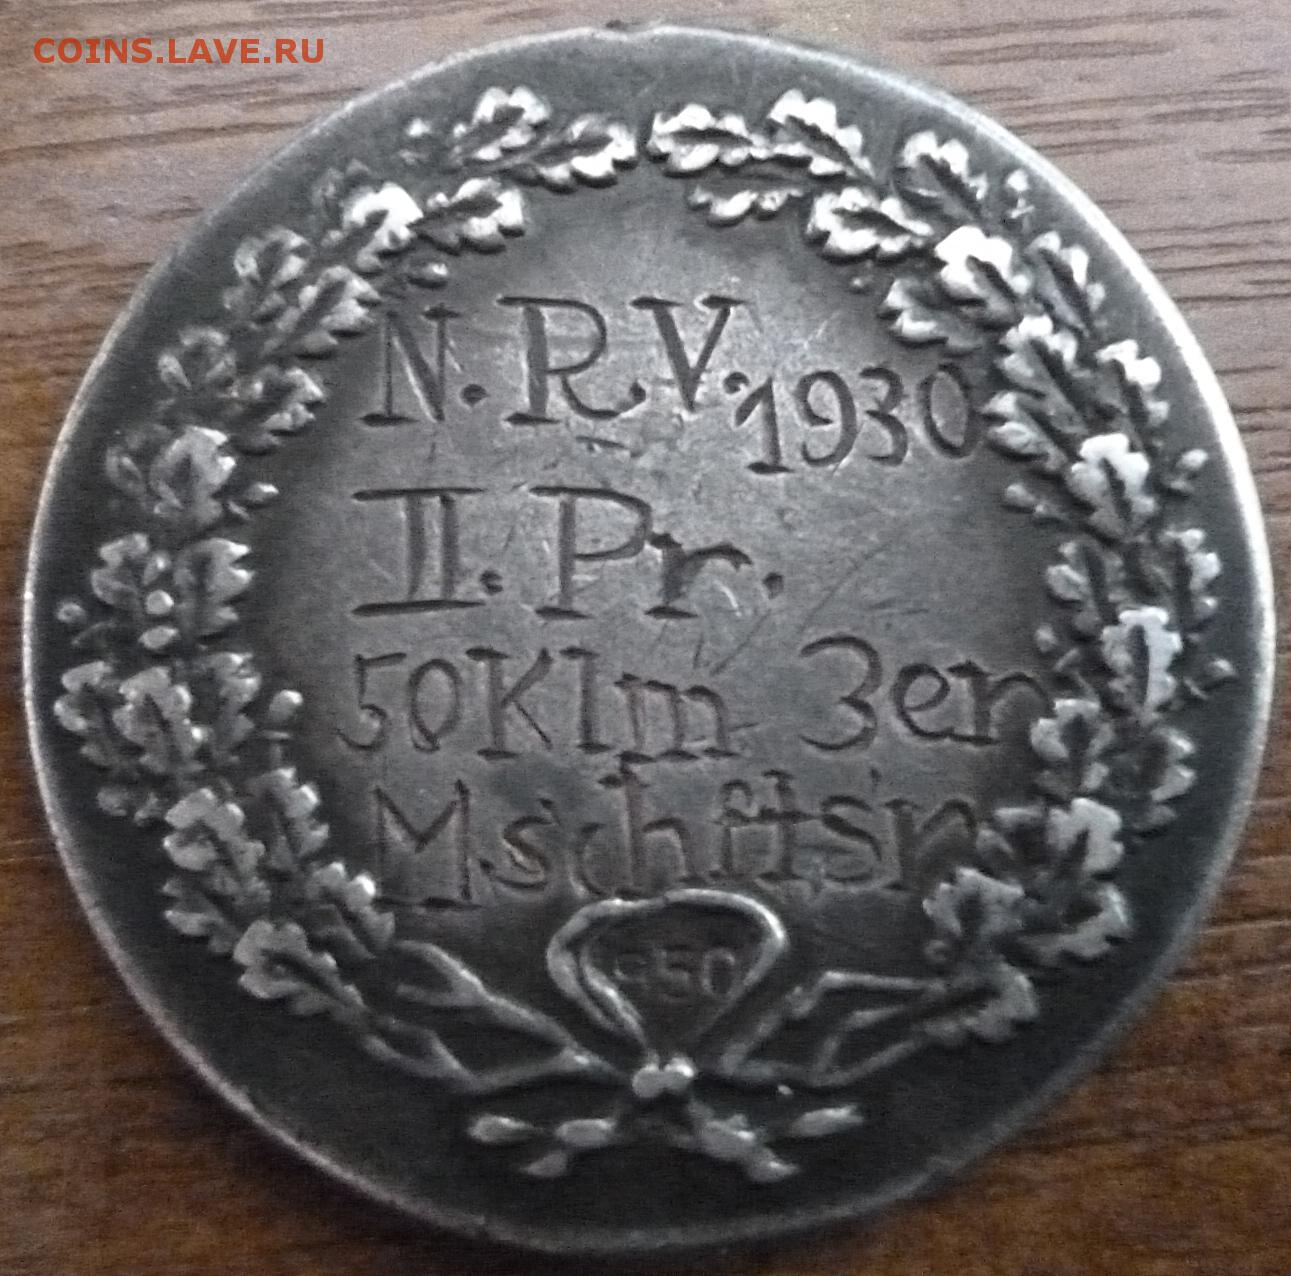 COINS.LAVE.RU
N.R.V. 1930
II. Pr.
50Klm 3er
Mschftsr
950